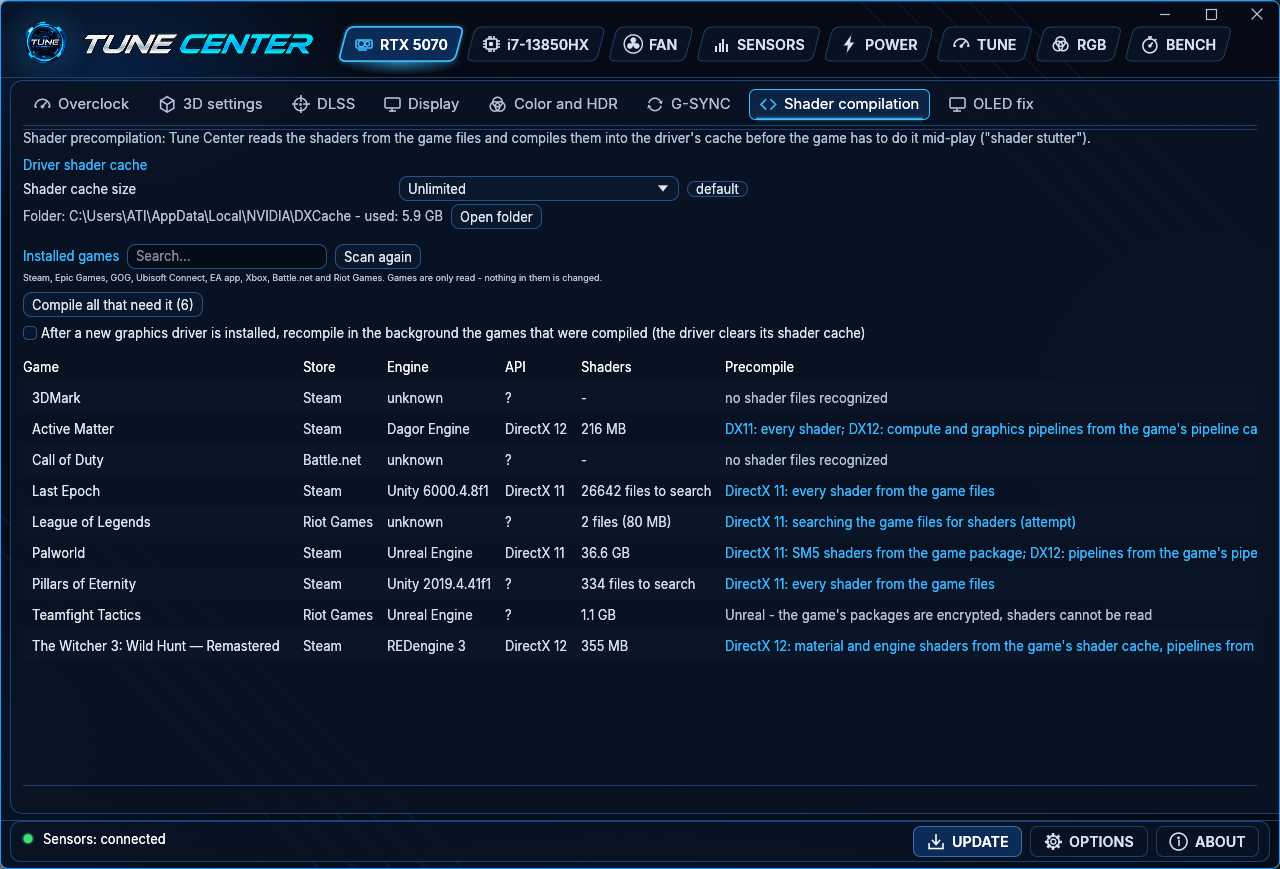 TUNE TUNE CENTER RTX 5070 i7-13850HX FAN SENSORS POWER TUNE RGB BENCH
Overclock 3D settings DLSS Display Color and HDR G-SYNC Shader compilation OLED fix
Shader precompilation: Tune Center reads the shaders from the game files and compiles them into the driver's cache before the game has to do it mid-play ("shader stutter").
Driver shader cache
Shader cache size Unlimited default
Folder: C:\Users\ATI\AppData\Local\NVIDIA\DXCache - used: 5.9 GB Open folder
Installed games Search... Scan again
Steam, Epic Games, GOG, Ubisoft Connect, EA app, Xbox, Battle.net and Riot Games. Games are only read - nothing in them is changed.
Compile all that need it (6)
After a new graphics driver is installed, recompile in the background the games that were compiled (the driver clears its shader cache)
Game Store Engine API Shaders Precompile
3DMark Steam unknown ? - no shader files recognized
Active Matter Steam Dagor Engine DirectX 12 216 MB DX11: every shader; DX12: compute and graphics pipelines from the game's pipeline ca
Call of Duty Battle.net unknown ? - no shader files recognized
Last Epoch Steam Unity 6000.4.8f1 DirectX 11 26642 files to search DirectX 11: every shader from the game files
League of Legends Riot Games unknown ? 2 files (80 MB) DirectX 11: searching the game files for shaders (attempt)
Palworld Steam Unreal Engine DirectX 11 36.6 GB DirectX 11: SM5 shaders from the game package; DX12: pipelines from the game's pipe
Pillars of Eternity Steam Unity 2019.4.41f1 ? 334 files to search DirectX 11: every shader from the game files
Teamfight Tactics Riot Games Unreal Engine ? 1.1 GB Unreal - the game's packages are encrypted, shaders cannot be read
The Witcher 3: Wild Hunt — Remastered Steam REDengine 3 DirectX 12 355 MB DirectX 12: material and engine shaders from the game's shader cache, pipelines from
Sensors: connected UPDATE OPTIONS ABOUT